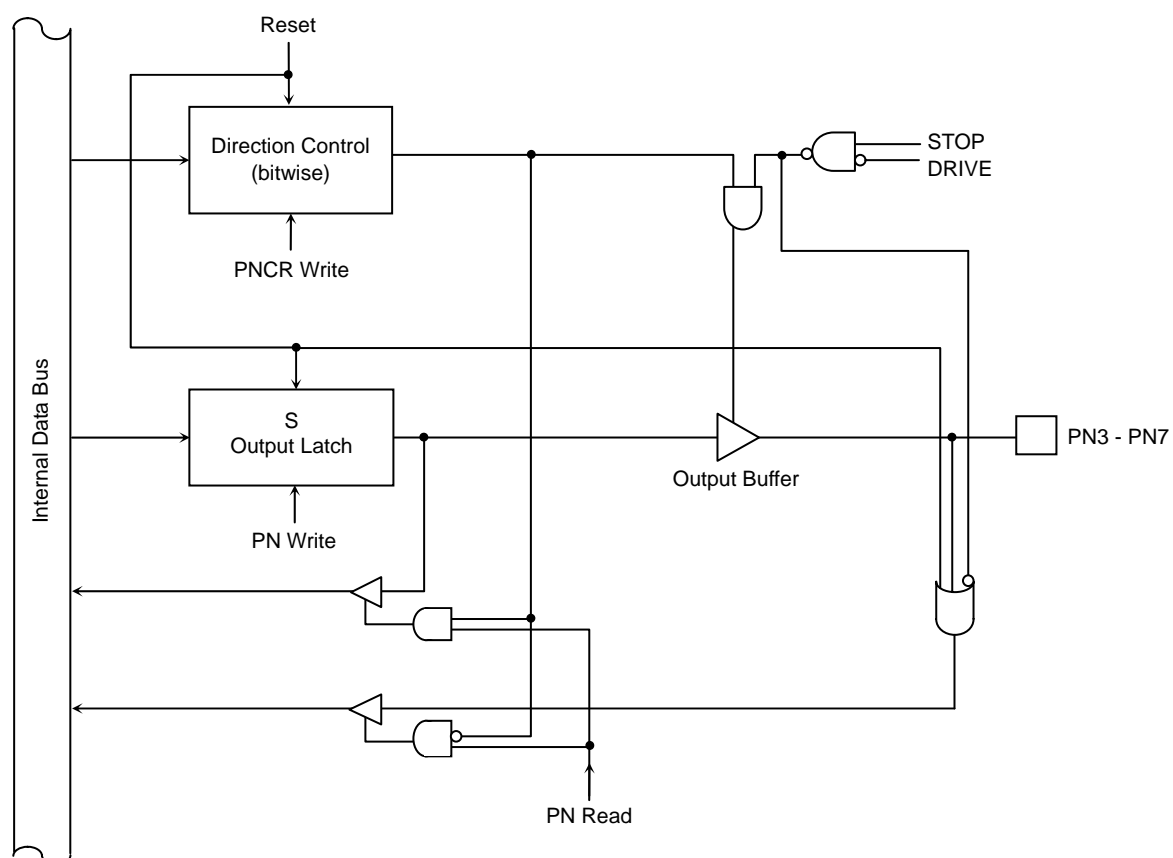 Reset
Direction Control
(bitwise)
STOP
DRIVE
PNCR Write
Internal Data Bus
S
Output Latch
PN3 - PN7
Output Buffer
PN Write
PN Read